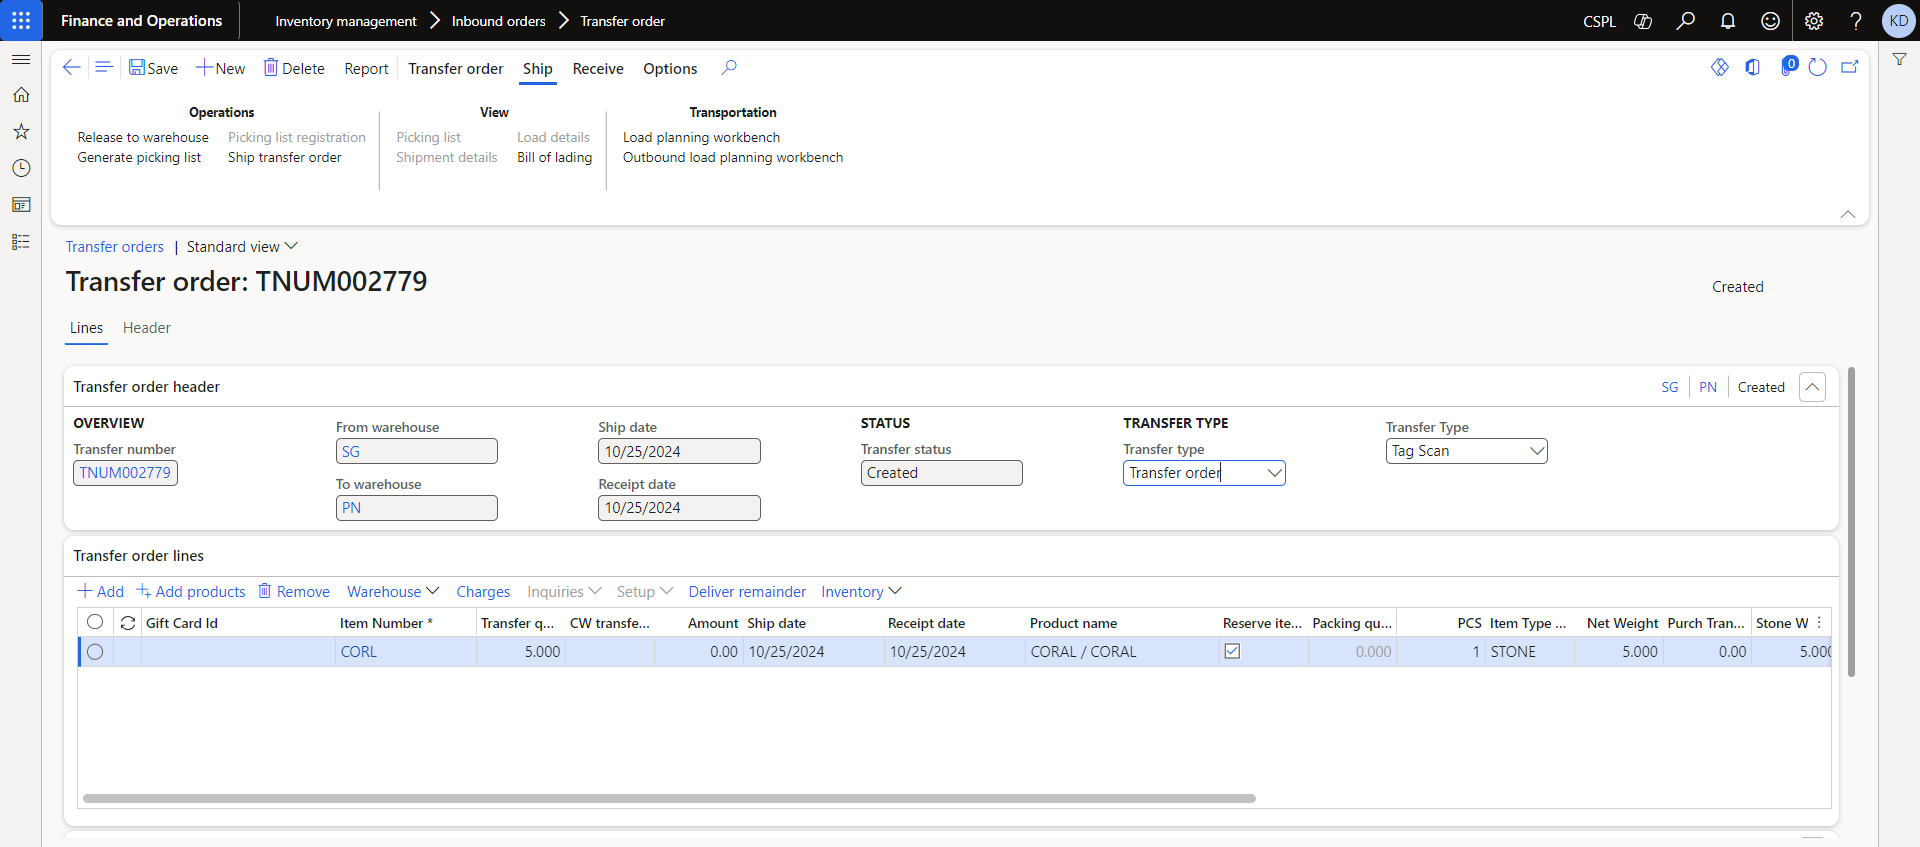 Finance and Operations
Inventory management > Inbound orders > Transfer order
CSPL
KD
Save
New
Delete
Report
Transfer order
Ship
Receive
Options
0
Operations
Release to warehouse
Picking list registration
Generate picking list
Ship transfer order
View
Picking list
Load details
Shipment details
Bill of lading
Transportation
Load planning workbench
Outbound load planning workbench
Transfer orders | Standard view
Transfer order: TNUM002779
Created
Lines
Header
Transfer order header
SG
PN
Created
OVERVIEW
Transfer number
TNUM002779
From warehouse
SG
To warehouse
PN
Ship date
10/25/2024
Receipt date
10/25/2024
STATUS
Transfer status
Created
TRANSFER TYPE
Transfer type
Transfer order
Transfer Type
Tag Scan
Transfer order lines
Add
Add products
Remove
Warehouse
Charges
Inquiries
Setup
Deliver remainder
Inventory
Gift Card Id Item Number * Transfer q... CW transfe... Amount Ship date Receipt date Product name Reserve ite... Packing qu... PCS Item Type ... Net Weight Purch Tran... Stone W
CORL 5.000 0.00 10/25/2024 10/25/2024 CORAL / CORAL 0.000 1 STONE 5.000 0.00 5.000